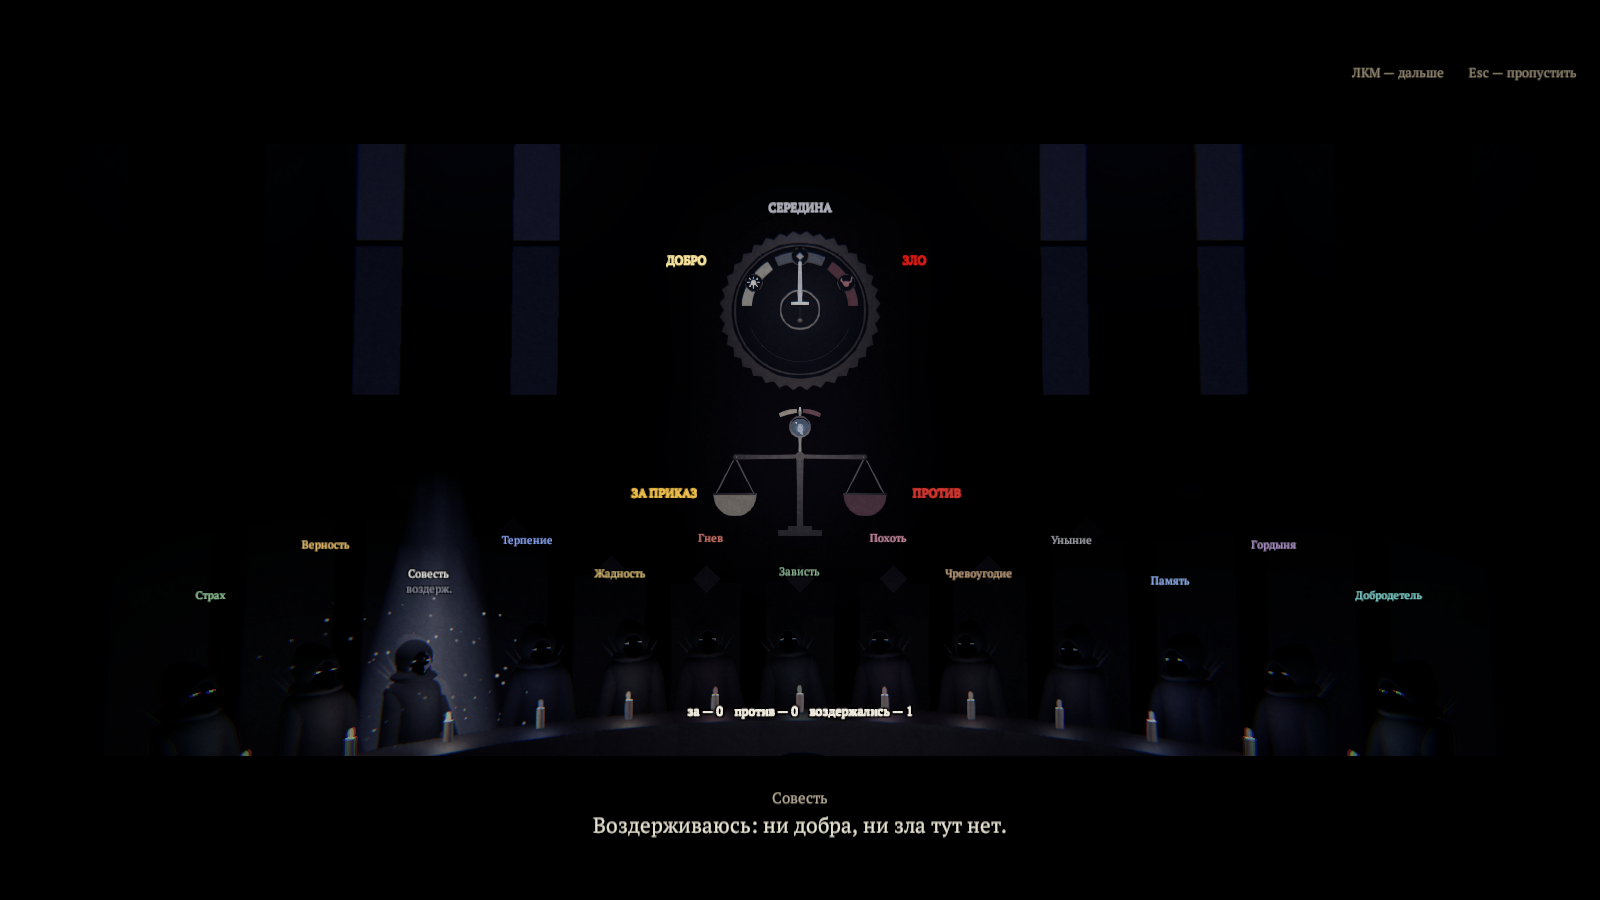 ЛКМ — дальше Esc — пропустить
СЕРЕДИНА
ДОБРО ЗЛО
ЗА ПРИКАЗ ПРОТИВ
Верность Терпение Гнев Похоть Уныние Гордыня
Совесть Жадность Зависть Чревоугодие Память
воздерж.
Страх Добродетель
за — 0 против — 0 воздержались — 1
Совесть
Воздерживаюсь: ни добра, ни зла тут нет.